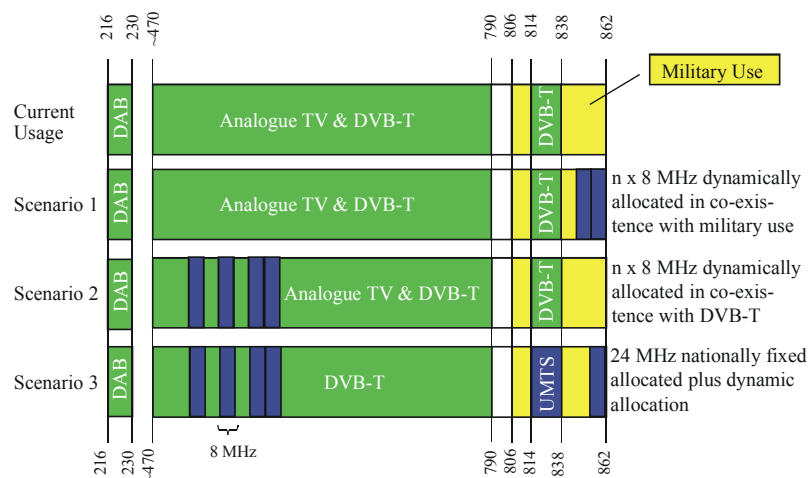 216
230
~470
790
806
814
838
862
Military Use
Current
Usage
DAB
Analogue TV & DVB-T
DVB-T
Scenario 1
DAB
Analogue TV & DVB-T
DVB-T
n x 8 MHz dynamically
allocated in co-exis-
tence with military use
Scenario 2
DAB
Analogue TV & DVB-T
DVB-T
n x 8 MHz dynamically
allocated in co-exis-
tence with DVB-T
Scenario 3
DAB
DVB-T
UMTS
24 MHz nationally fixed
allocated plus dynamic
allocation
8 MHz
216
230
~470
790
806
814
838
862